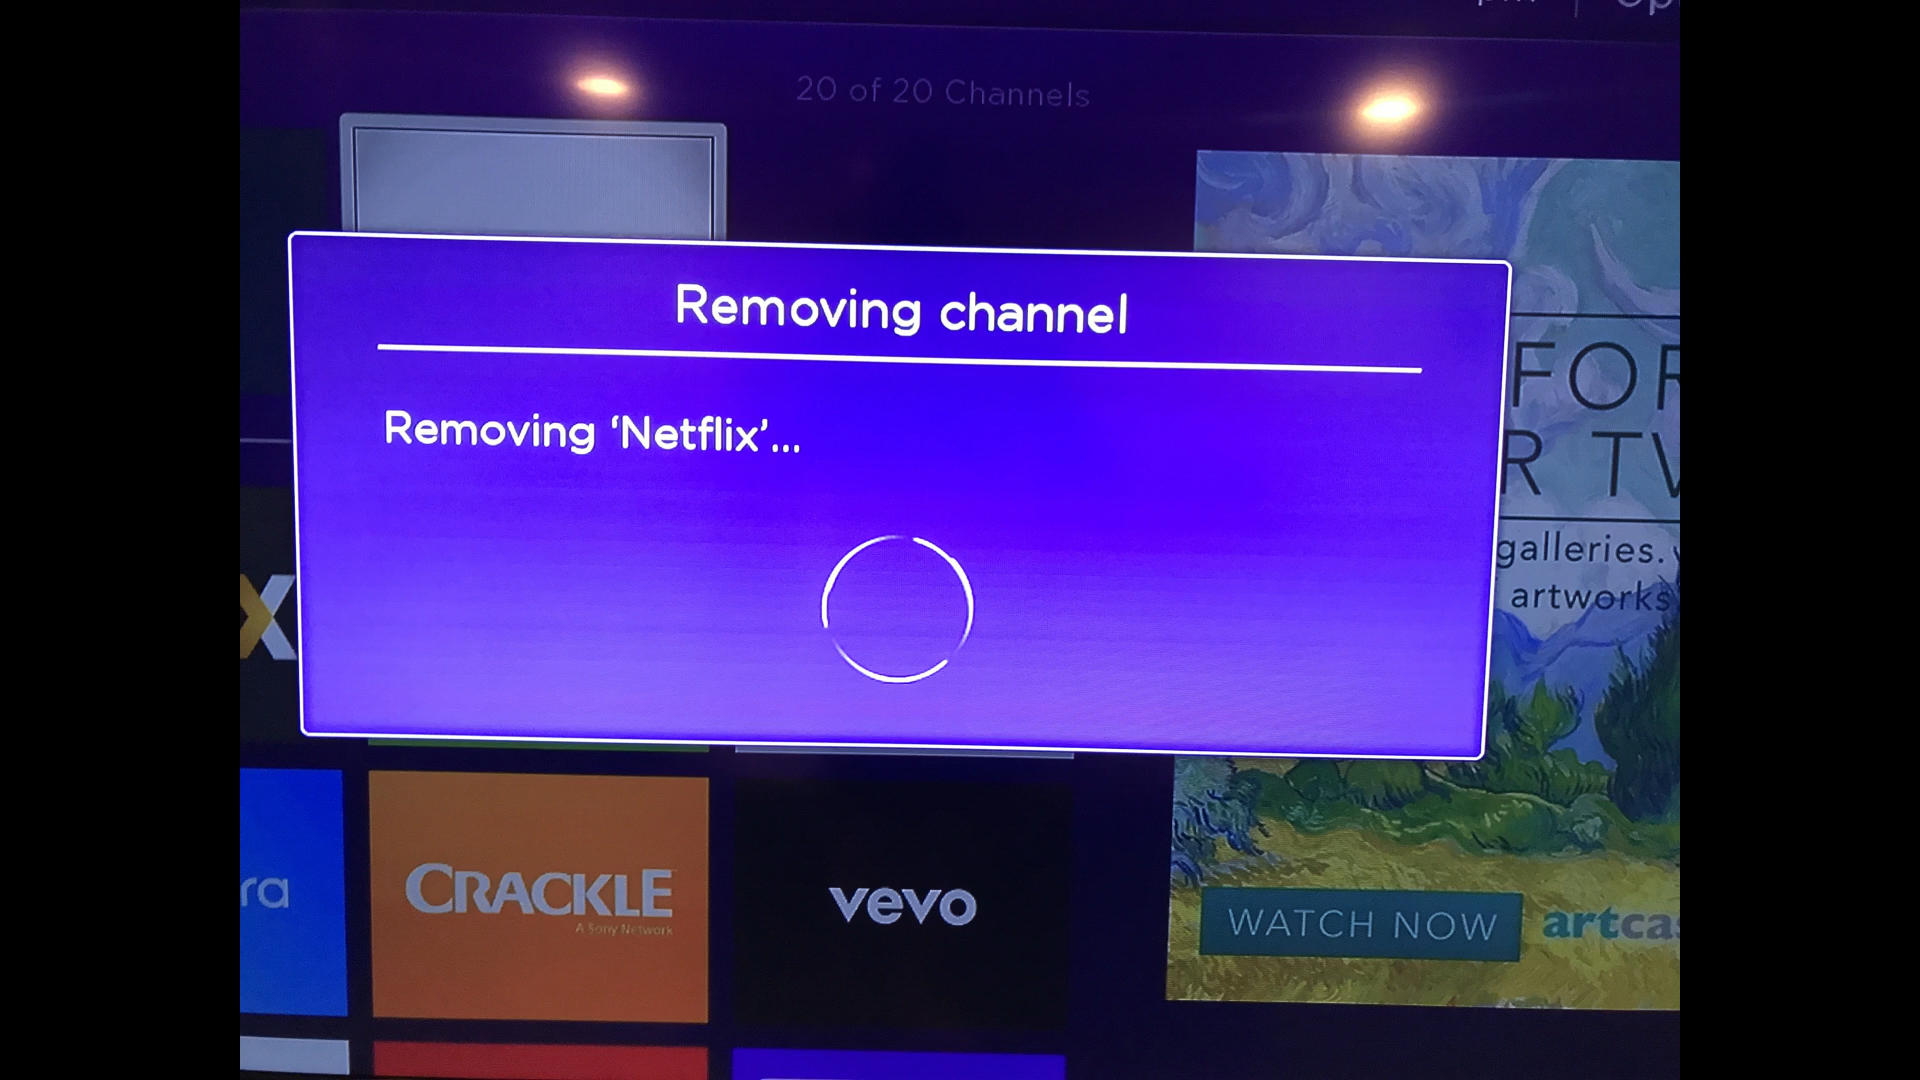 20 of 20 Channels
Removing channel
Removing ‘Netflix’...
FOR
R TV
galleries.
artworks
X
ra
CRACKLE
A Sony Network
vevo
WATCH NOW
artcas